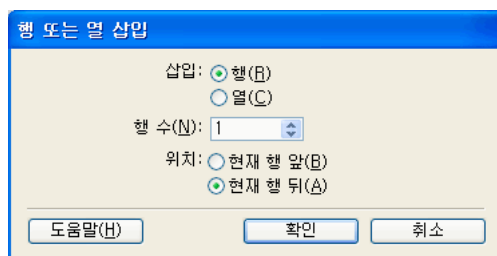 행 또는 열 삽입
삽입: 행(R)
열(C)
행 수(N): 1
위치: 현재 행 앞(B)
현재 행 뒤(A)
도움말(H) 확인 취소